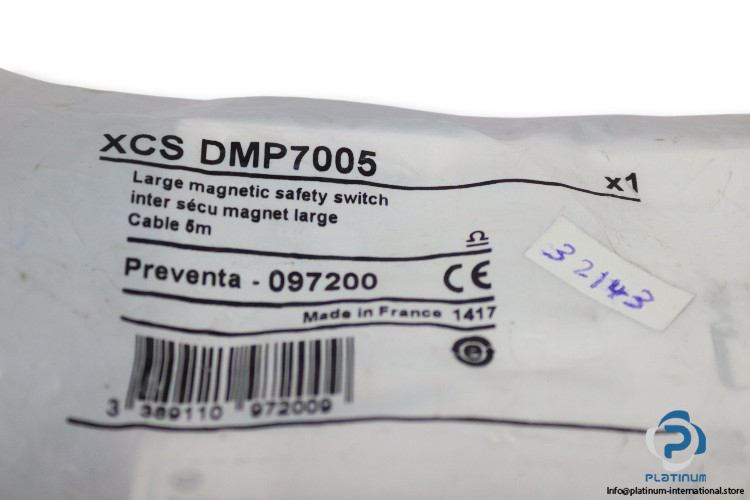 XCS DMP7005
x1
Large magnetic safety switch
inter sécu magnet large
Cable 5m
Preventa - 097200 CE
Made in France 1417
3 389110 972009
32143
PLATINUM
Info@platinum-international.store